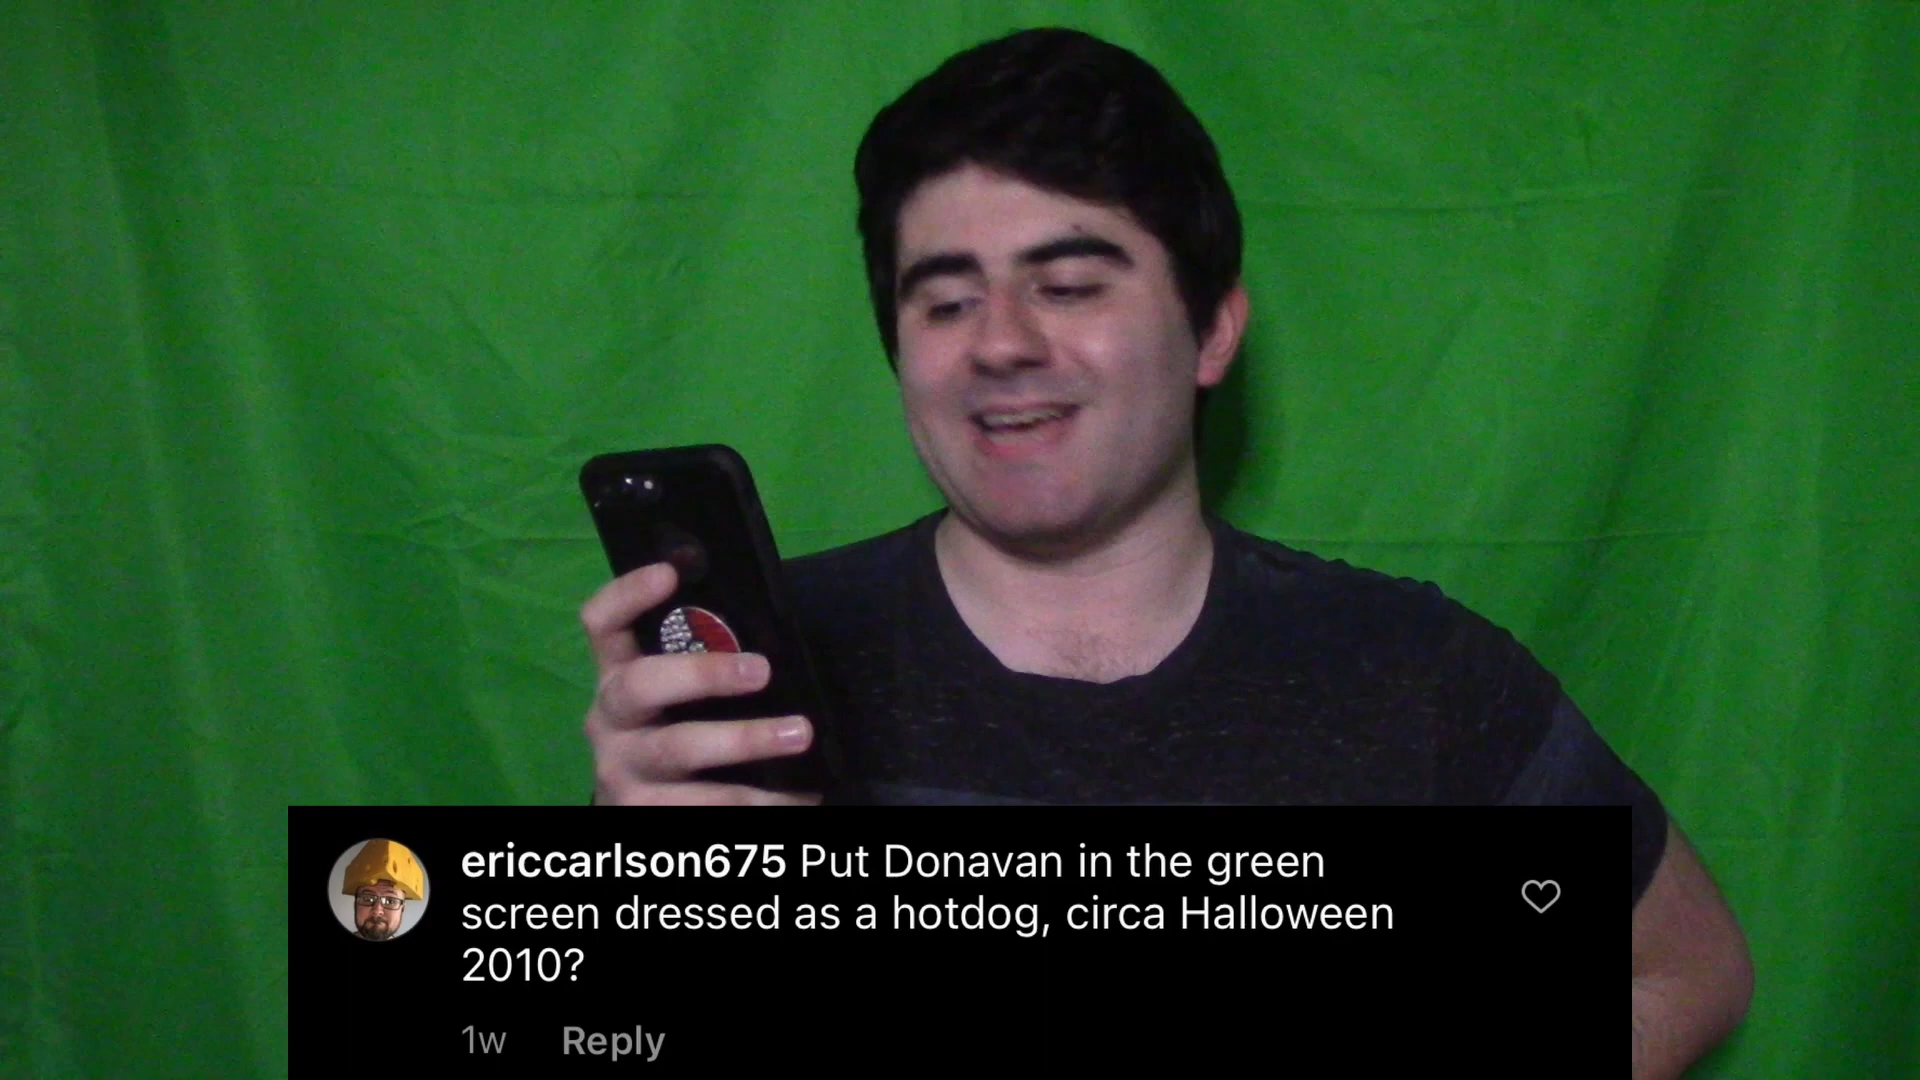 ericcarlson675 Put Donavan in the green
screen dressed as a hotdog, circa Halloween
2010?
1w Reply